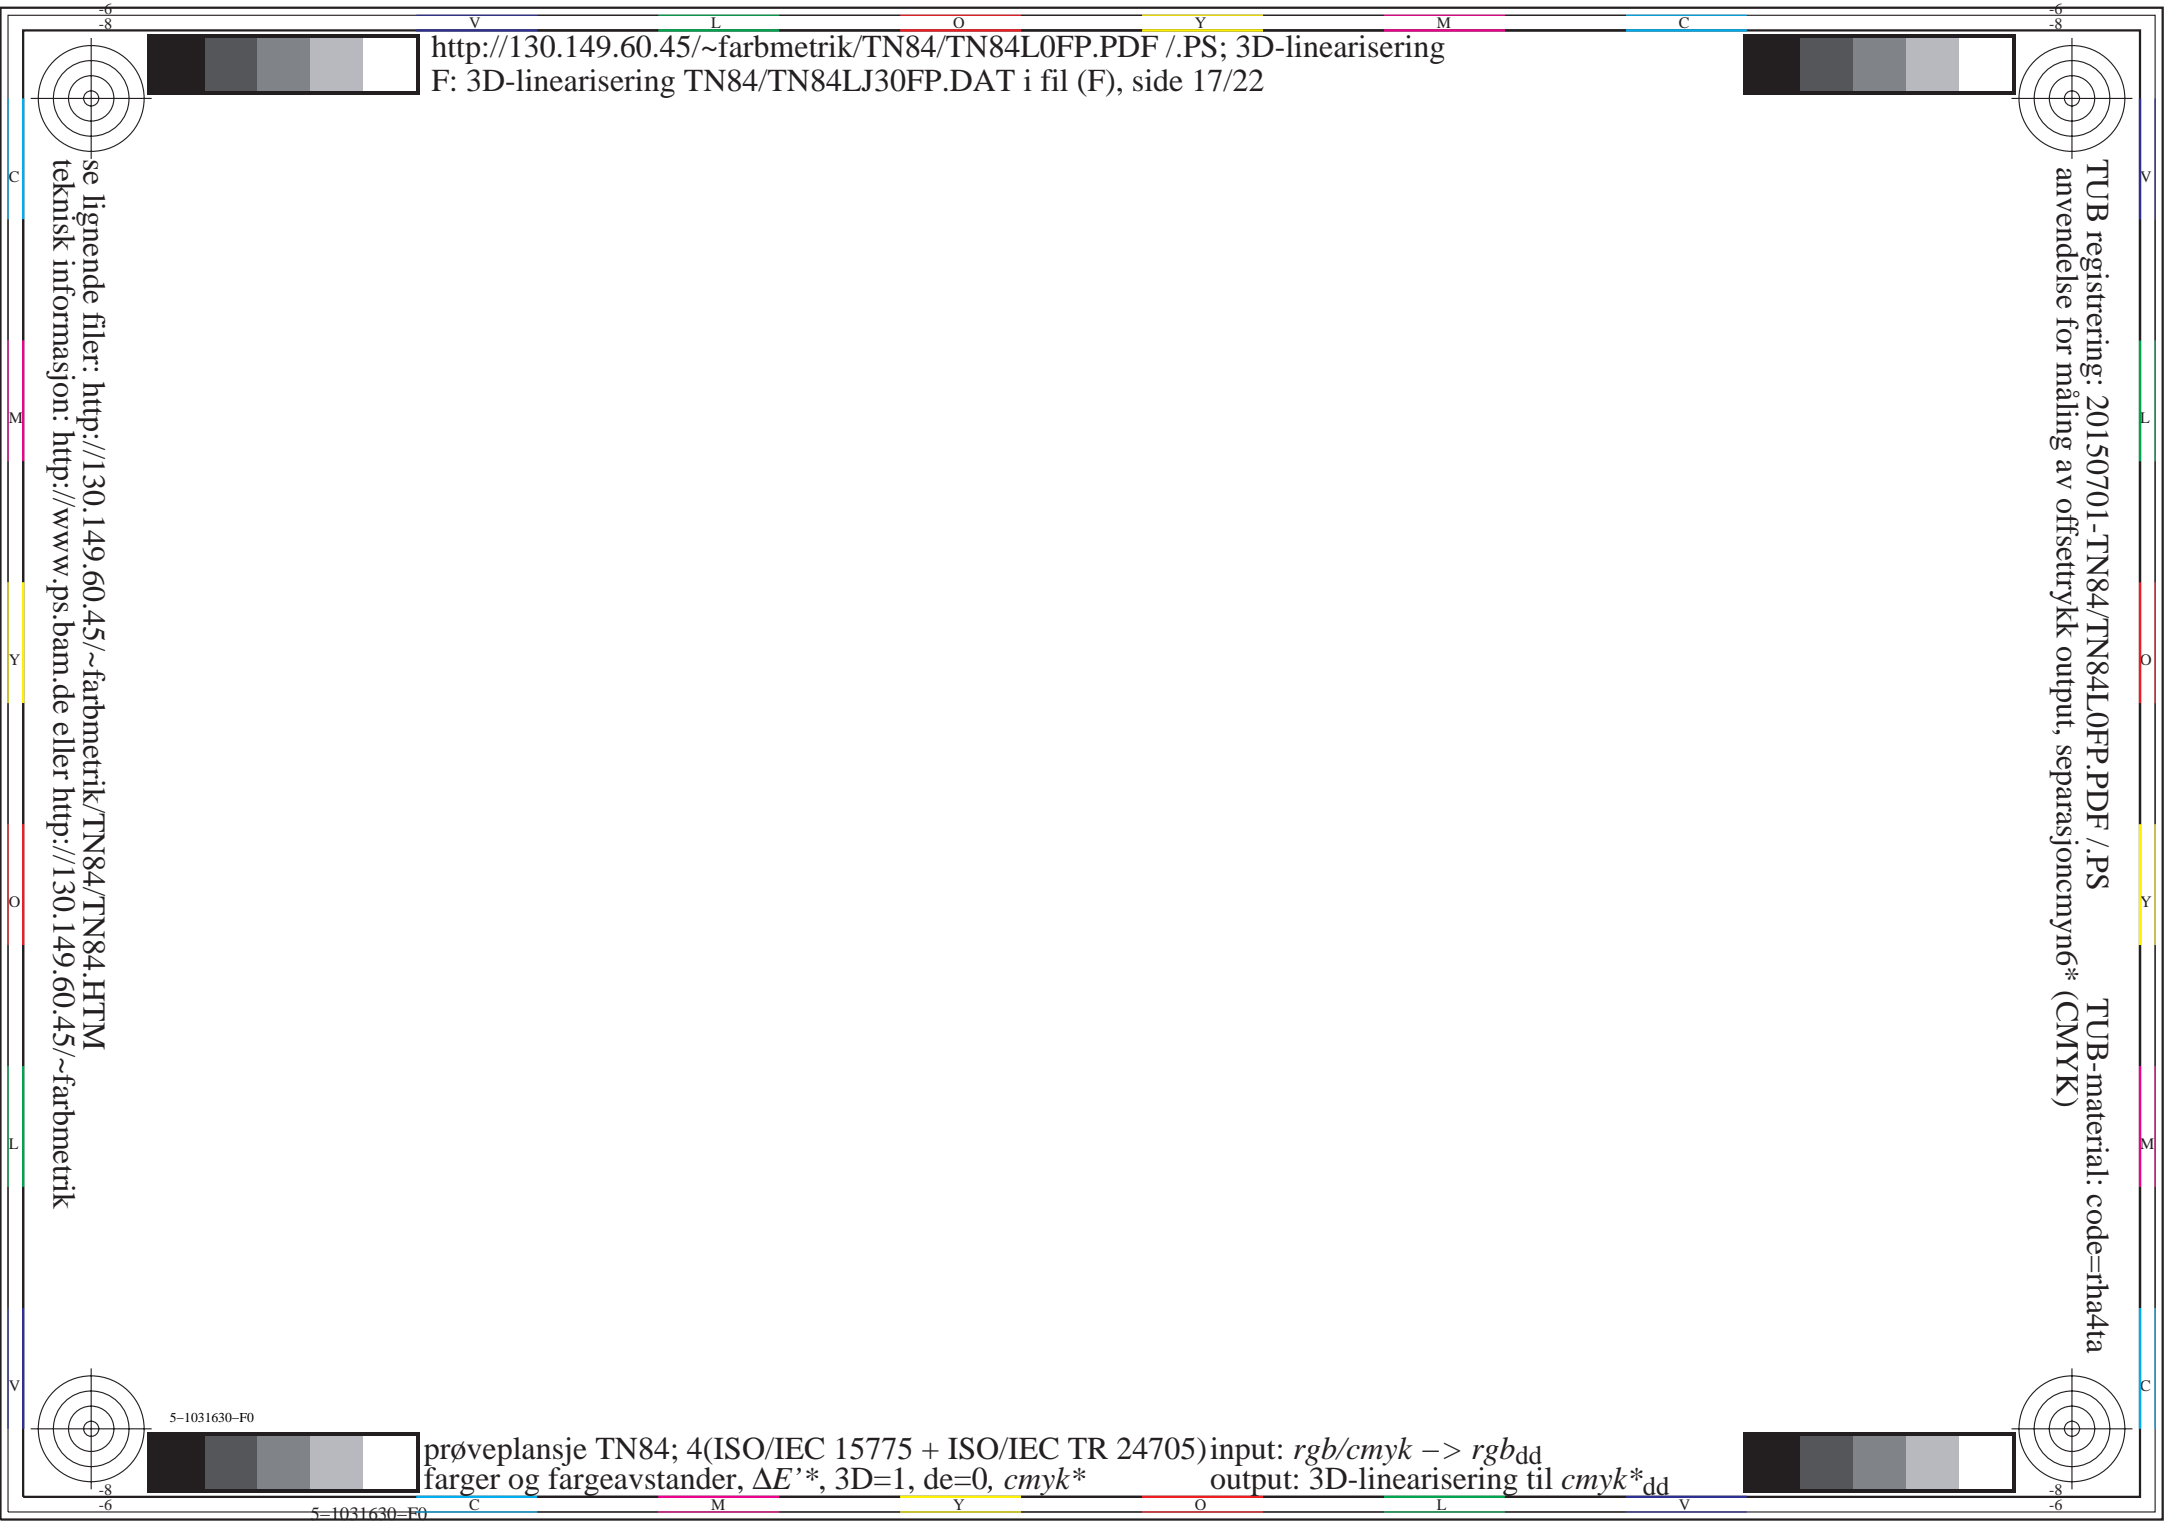 -6
-8
V
L
O
Y
M
C
-6
-8
http://130.149.60.45/~farbmetrik/TN84/TN84L0FP.PDF /.PS; 3D-linearisering
F: 3D-linearisering TN84/TN84LJ30FP.DAT i fil (F), side 17/22
se lignende filer: http://130.149.60.45/~farbmetrik/TN84/TN84.HTM
teknisk informasjon: http://www.ps.bam.de eller http://130.149.60.45/~farbmetrik
TUB registrering: 20150701-TN84/TN84L0FP.PDF /.PS
TUB-material: code=rha4ta
anvendelse for måling av offsettrykk output, separasjoncmyn6* (CMYK)
C
M
Y
O
L
V
V
L
O
Y
M
C
5-1031630-F0
prøveplansje TN84; 4(ISO/IEC 15775 + ISO/IEC TR 24705)
farger og fargeavstander, ΔE'*, 3D=1, de=0, cmyk*
input: rgb/cmyk −> rgbdd
output: 3D-linearisering til cmyk*dd
-8
-6
5-1031630-F0
C
M
Y
O
L
V
-8
-6